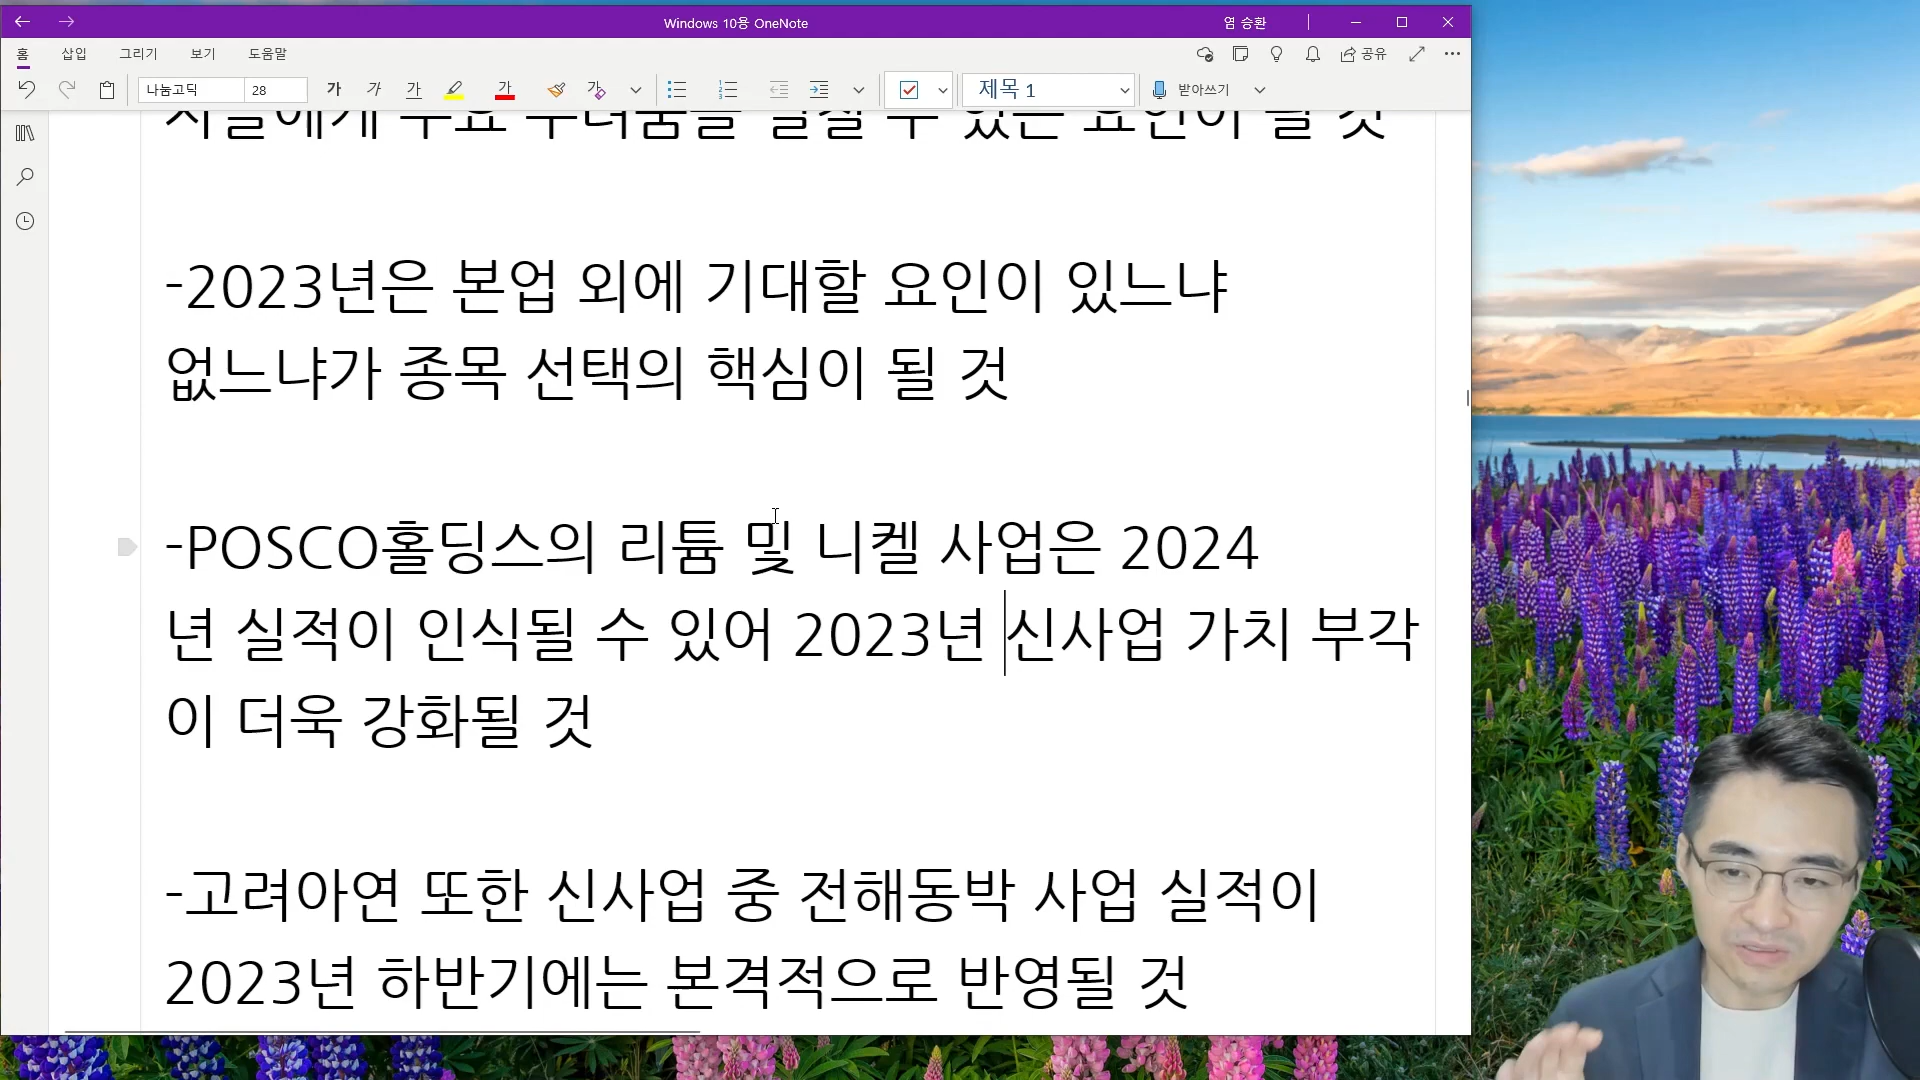 Windows 10용 OneNote
염 승환
홈 삽입 그리기 보기 도움말
공유
나눔고딕 28 가 가 가 가 가 제목 1 받아쓰기
있는
-2023년은 본업 외에 기대할 요인이 있느냐
없느냐가 종목 선택의 핵심이 될 것
-POSCO홀딩스의 리튬 및 니켈 사업은 2024
년 실적이 인식될 수 있어 2023년 신사업 가치 부각
이 더욱 강화될 것
-고려아연 또한 신사업 중 전해동박 사업 실적이
2023년 하반기에는 본격적으로 반영될 것